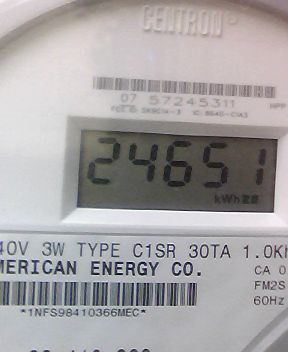 CENTRON
07 57245311
24651
kWh
40V 3W TYPE C1SR 30TA 1.0Kh
MERICAN ENERGY CO.
CA 0
FM2S
60Hz
*1NFS98410366MEC*